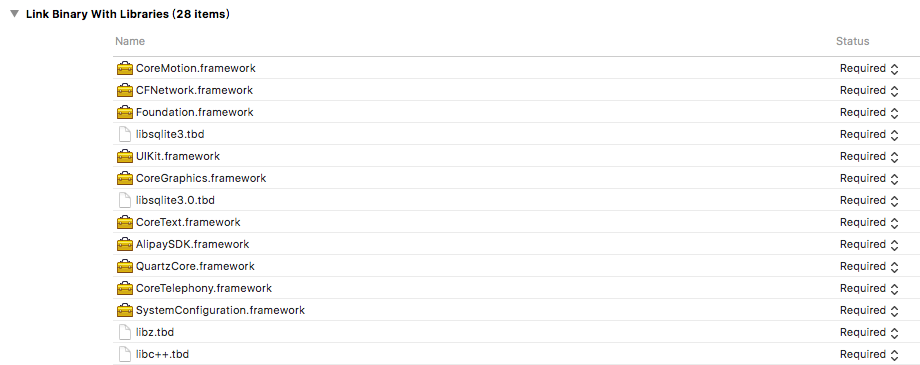 Link Binary With Libraries (28 items)
Name Status
CoreMotion.framework Required
CFNetwork.framework Required
Foundation.framework Required
libsqlite3.tbd Required
UIKit.framework Required
CoreGraphics.framework Required
libsqlite3.0.tbd Required
CoreText.framework Required
AlipaySDK.framework Required
QuartzCore.framework Required
CoreTelephony.framework Required
SystemConfiguration.framework Required
libz.tbd Required
libc++.tbd Required